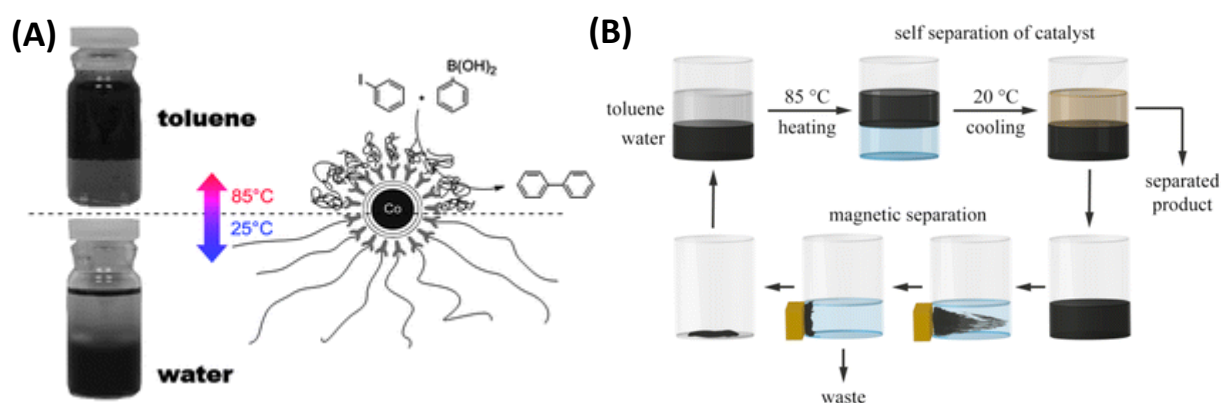 (A)
toluene
85°C
25°C
water
I
B(OH)₂
+
Co
(B)
self separation of catalyst
toluene
water
85 °C
heating
20 °C
cooling
separated
product
magnetic separation
waste